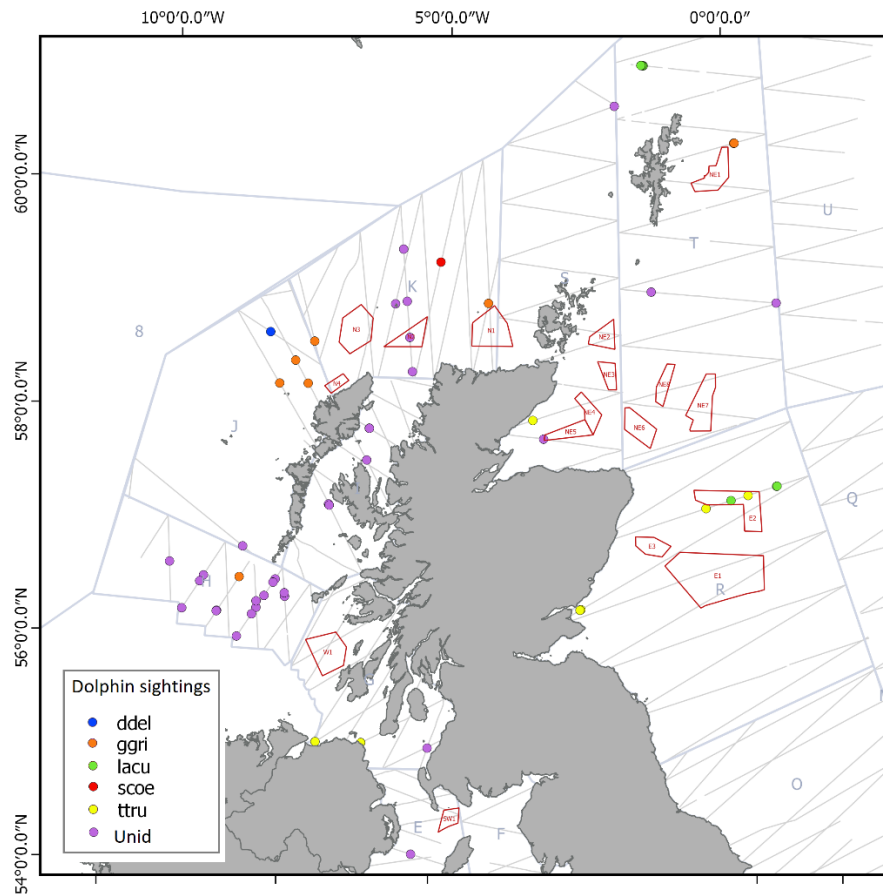 10°0'0.0"W 5°0'0.0"W 0°0'0.0"
60°0'0.0"N
58°0'0.0"N
56°0'0.0"N
54°0'0.0"N
NE1
U
T
K
S
8
N3
N1
NE2
N4
NE3
NE8
NE7
J
NE4
NE5
NE6
Q
E2
E3
H
E1
R
W1
O
SW1
E
F
Dolphin sightings
ddel
ggri
lacu
scoe
ttru
Unid